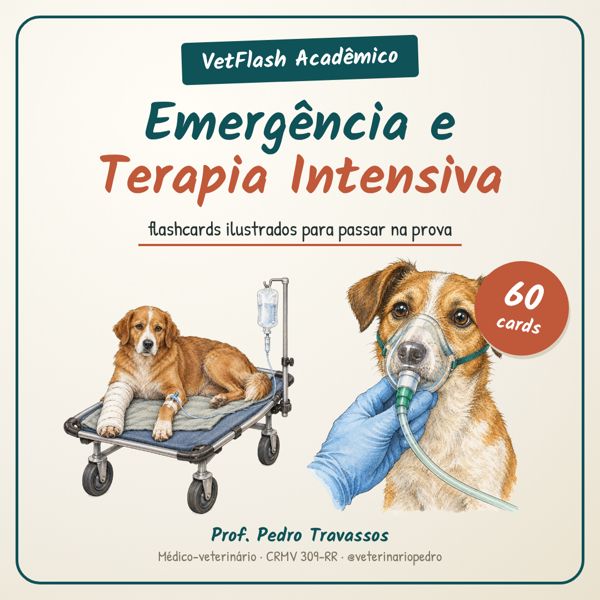 VetFlash Acadêmico
Emergência e
Terapia Intensiva
flashcards ilustrados para passar na prova
60
cards
Prof. Pedro Travassos
Médico-veterinário · CRMV 309-RR · @veterinariopedro